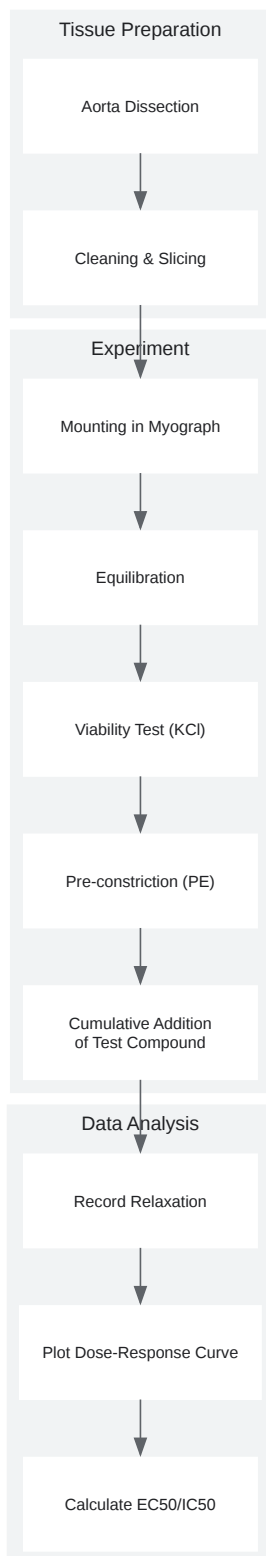 Tissue Preparation
Aorta Dissection
Cleaning & Slicing
Experiment
Mounting in Myograph
Equilibration
Viability Test (KCl)
Pre-constriction (PE)
Cumulative Addition
of Test Compound
Data Analysis
Record Relaxation
Plot Dose-Response Curve
Calculate EC50/IC50